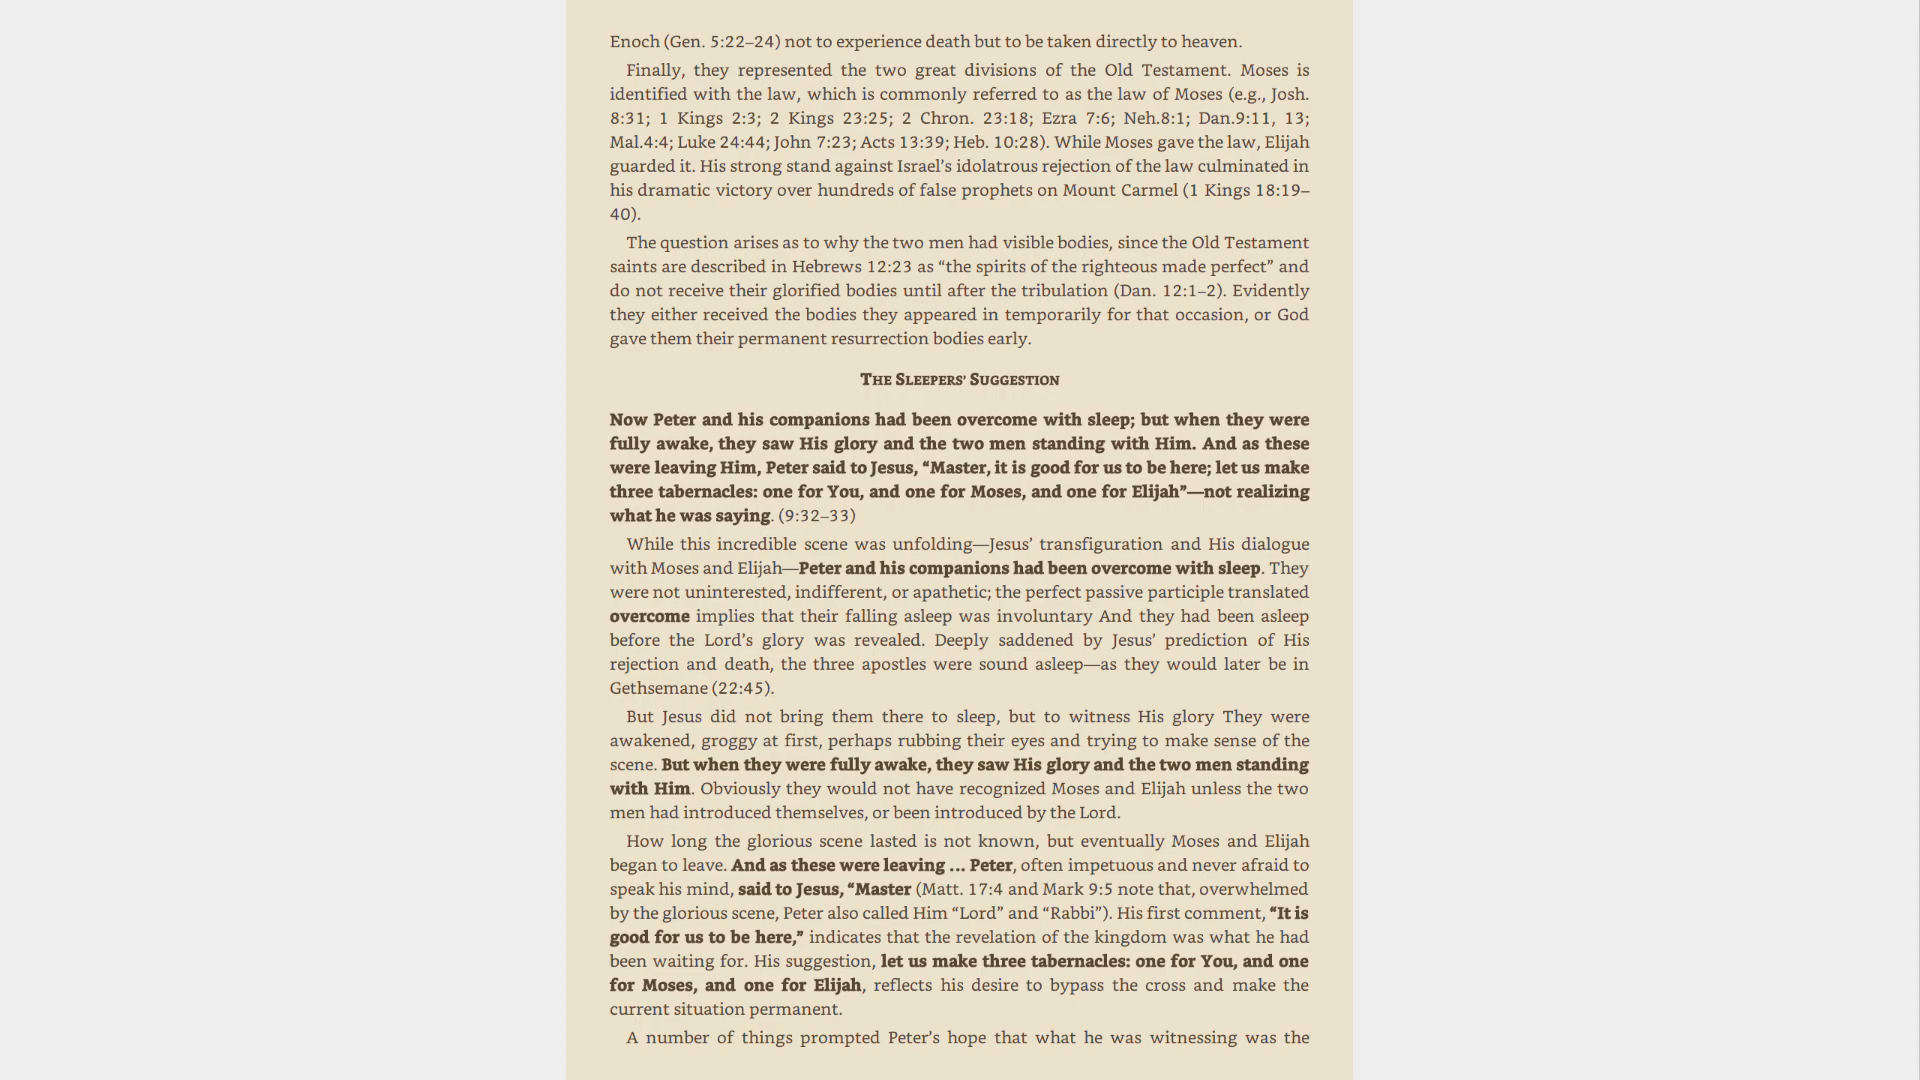 Enoch (Gen. 5:22–24) not to experience death but to be taken directly to heaven.
Finally, they represented the two great divisions of the Old Testament. Moses is
identified with the law, which is commonly referred to as the law of Moses (e.g., Josh.
8:31; 1 Kings 2:3; 2 Kings 23:25; 2 Chron. 23:18; Ezra 7:6; Neh.8:1; Dan.9:11, 13;
Mal.4:4; Luke 24:44; John 7:23; Acts 13:39; Heb. 10:28). While Moses gave the law, Elijah
guarded it. His strong stand against Israel’s idolatrous rejection of the law culminated in
his dramatic victory over hundreds of false prophets on Mount Carmel (1 Kings 18:19–
40).
The question arises as to why the two men had visible bodies, since the Old Testament
saints are described in Hebrews 12:23 as “the spirits of the righteous made perfect” and
do not receive their glorified bodies until after the tribulation (Dan. 12:1–2). Evidently
they either received the bodies they appeared in temporarily for that occasion, or God
gave them their permanent resurrection bodies early.
The Sleepers’ Suggestion
Now Peter and his companions had been overcome with sleep; but when they were
fully awake, they saw His glory and the two men standing with Him. And as these
were leaving Him, Peter said to Jesus, “Master, it is good for us to be here; let us make
three tabernacles: one for You, and one for Moses, and one for Elijah”—not realizing
what he was saying. (9:32–33)
While this incredible scene was unfolding—Jesus’ transfiguration and His dialogue
with Moses and Elijah—Peter and his companions had been overcome with sleep. They
were not uninterested, indifferent, or apathetic; the perfect passive participle translated
overcome implies that their falling asleep was involuntary And they had been asleep
before the Lord’s glory was revealed. Deeply saddened by Jesus’ prediction of His
rejection and death, the three apostles were sound asleep—as they would later be in
Gethsemane (22:45).
But Jesus did not bring them there to sleep, but to witness His glory They were
awakened, groggy at first, perhaps rubbing their eyes and trying to make sense of the
scene. But when they were fully awake, they saw His glory and the two men standing
with Him. Obviously they would not have recognized Moses and Elijah unless the two
men had introduced themselves, or been introduced by the Lord.
How long the glorious scene lasted is not known, but eventually Moses and Elijah
began to leave. And as these were leaving ... Peter, often impetuous and never afraid to
speak his mind, said to Jesus, “Master (Matt. 17:4 and Mark 9:5 note that, overwhelmed
by the glorious scene, Peter also called Him “Lord” and “Rabbi”). His first comment, “It is
good for us to be here,” indicates that the revelation of the kingdom was what he had
been waiting for. His suggestion, let us make three tabernacles: one for You, and one
for Moses, and one for Elijah, reflects his desire to bypass the cross and make the
current situation permanent.
A number of things prompted Peter’s hope that what he was witnessing was the